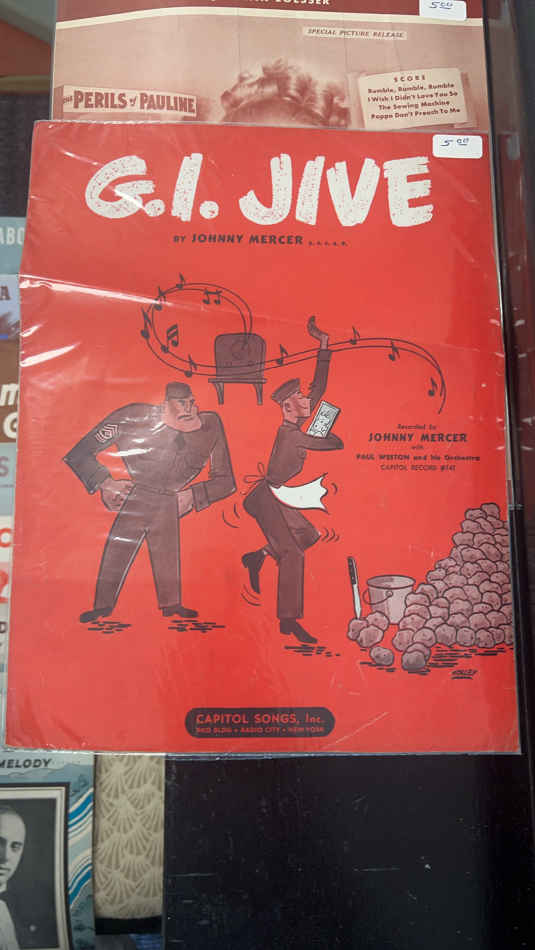 LOESSER
5 00
SPECIAL PICTURE RELEASE
SCORE
Rumble, Rumble, Rumble
I Wish I Didn't Love You So
The Sewing Machine
Poppa Don't Preach To Me
THE PERILS of PAULINE
5 00
G.I. JIVE
BY JOHNNY MERCER
Recorded by
JOHNNY MERCER
with
PAUL WESTON and his Orchestra
CAPITOL RECORD #141
CAPITOL SONGS, Inc.
RKO BLDG • RADIO CITY • NEW YORK
MELODY